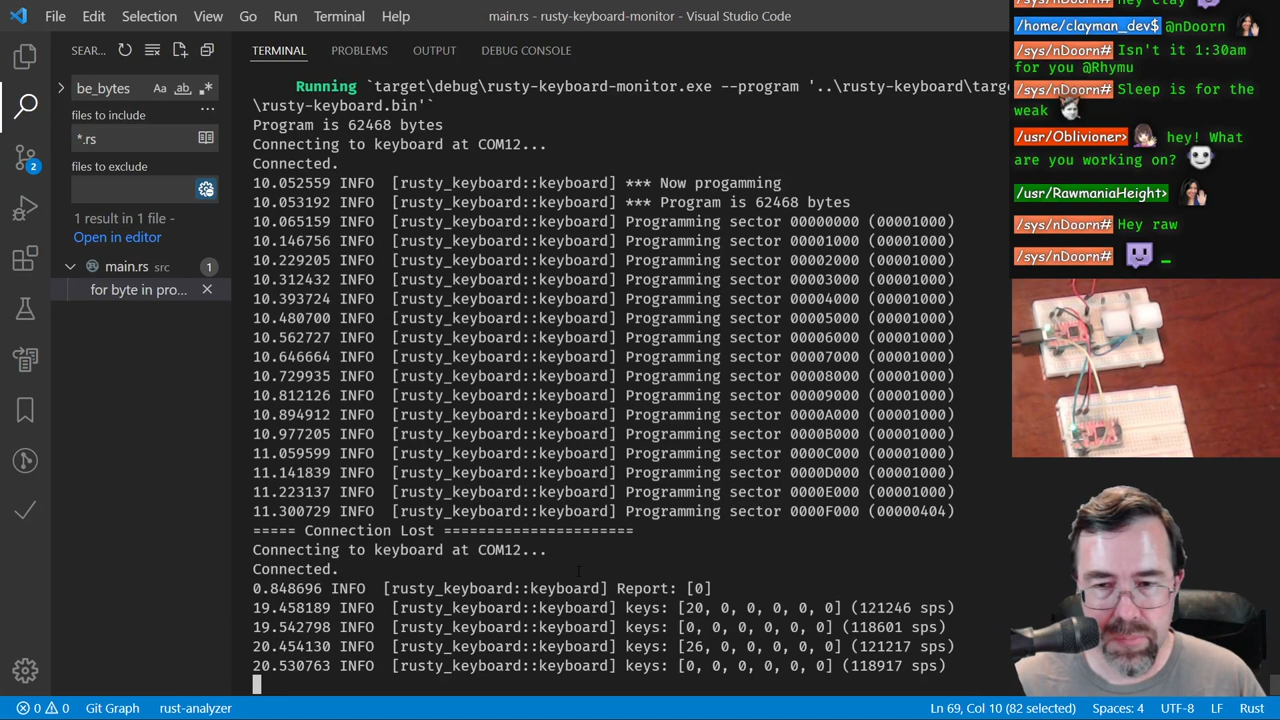 File Edit Selection View Go Run Terminal Help
main.rs - rusty-keyboard-monitor - Visual Studio Code
SEAR...
be_bytes
Aa ab .*
...
files to include
*.rs
files to exclude
1 result in 1 file -
Open in editor
main.rs src 1
for byte in pro...
TERMINAL PROBLEMS OUTPUT DEBUG CONSOLE
Running `target\debug\rusty-keyboard-monitor.exe --program '..\rusty-keyboard\targe
\rusty-keyboard.bin'`
Program is 62468 bytes
Connecting to keyboard at COM12...
Connected.
10.052559 INFO [rusty_keyboard::keyboard] *** Now progamming
10.053127 INFO [rusty_keyboard::keyboard] *** Program is 62468 bytes
10.065159 INFO [rusty_keyboard::keyboard] Programming sector 00000000 (00001000)
10.146756 INFO [rusty_keyboard::keyboard] Programming sector 00001000 (00001000)
10.229256 INFO [rusty_keyboard::keyboard] Programming sector 00002000 (00001000)
10.312432 INFO [rusty_keyboard::keyboard] Programming sector 00003000 (00001000)
10.393724 INFO [rusty_keyboard::keyboard] Programming sector 00004000 (00001000)
10.480700 INFO [rusty_keyboard::keyboard] Programming sector 00005000 (00001000)
10.562627 INFO [rusty_keyboard::keyboard] Programming sector 00006000 (00001000)
10.646664 INFO [rusty_keyboard::keyboard] Programming sector 00007000 (00001000)
10.729935 INFO [rusty_keyboard::keyboard] Programming sector 00008000 (00001000)
10.812126 INFO [rusty_keyboard::keyboard] Programming sector 00009000 (00001000)
10.894912 INFO [rusty_keyboard::keyboard] Programming sector 0000A000 (00001000)
10.977205 INFO [rusty_keyboard::keyboard] Programming sector 0000B000 (00001000)
11.059599 INFO [rusty_keyboard::keyboard] Programming sector 0000C000 (00001000)
11.141839 INFO [rusty_keyboard::keyboard] Programming sector 0000D000 (00001000)
11.223137 INFO [rusty_keyboard::keyboard] Programming sector 0000E000 (00001000)
11.300729 INFO [rusty_keyboard::keyboard] Programming sector 0000F000 (00000404)
===== Connection Lost ======================
Connecting to keyboard at COM12...
Connected.
0.848696 INFO [rusty_keyboard::keyboard] Report: [0]
19.458189 INFO [rusty_keyboard::keyboard] keys: [20, 0, 0, 0, 0, 0] (121246 sps)
19.542798 INFO [rusty_keyboard::keyboard] keys: [0, 0, 0, 0, 0, 0] (118601 sps)
20.454130 INFO [rusty_keyboard::keyboard] keys: [26, 0, 0, 0, 0, 0] (121217 sps)
20.530763 INFO [rusty_keyboard::keyboard] keys: [0, 0, 0, 0, 0, 0] (118917 sps)
/sys/nDoorn# Hey Clay
/home/clayman_dev$ @nDoorn
/sys/nDoorn# Isn't it 1:30am
for you @Rhymu
/sys/nDoorn# Sleep is for the
weak
/usr/Oblivioner> hey! What
are you working on?
/usr/RawmaniaHeight>
/sys/nDoorn# Hey raw
/sys/nDoorn# _
2
0 0 Git Graph rust-analyzer
Ln 69, Col 10 (82 selected) Spaces: 4 UTF-8 LF Rust